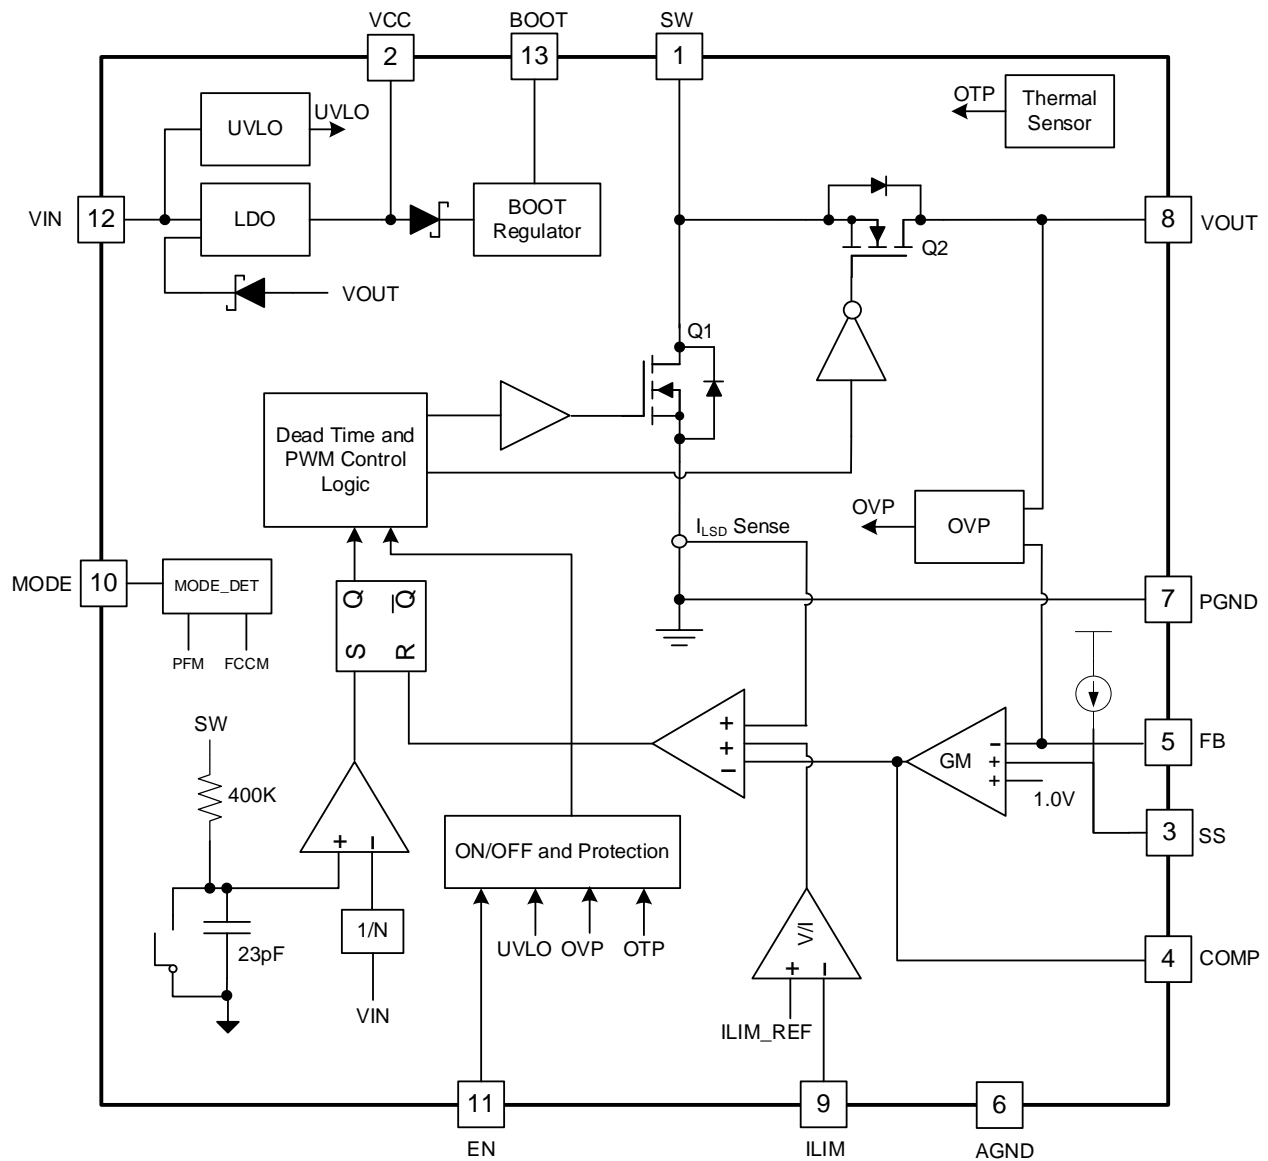 VCC
BOOT
SW
2
13
1
UVLO
UVLO
OTP
Thermal
Sensor
VIN
12
LDO
BOOT
Regulator
8
VOUT
Q2
VOUT
Q1
Dead Time and
PWM Control
Logic
ILSD Sense
OVP
OVP
MODE
10
MODE_DET
PFM
FCCM
S
Q
R
Q̅
7
PGND
SW
400K
+
+
−
GM
−
+
+
1.0V
5
FB
3
SS
+
−
ON/OFF and Protection
23pF
1/N
VIN
UVLO
OVP
OTP
V/I
+
−
ILIM_REF
4
COMP
11
9
6
EN
ILIM
AGND